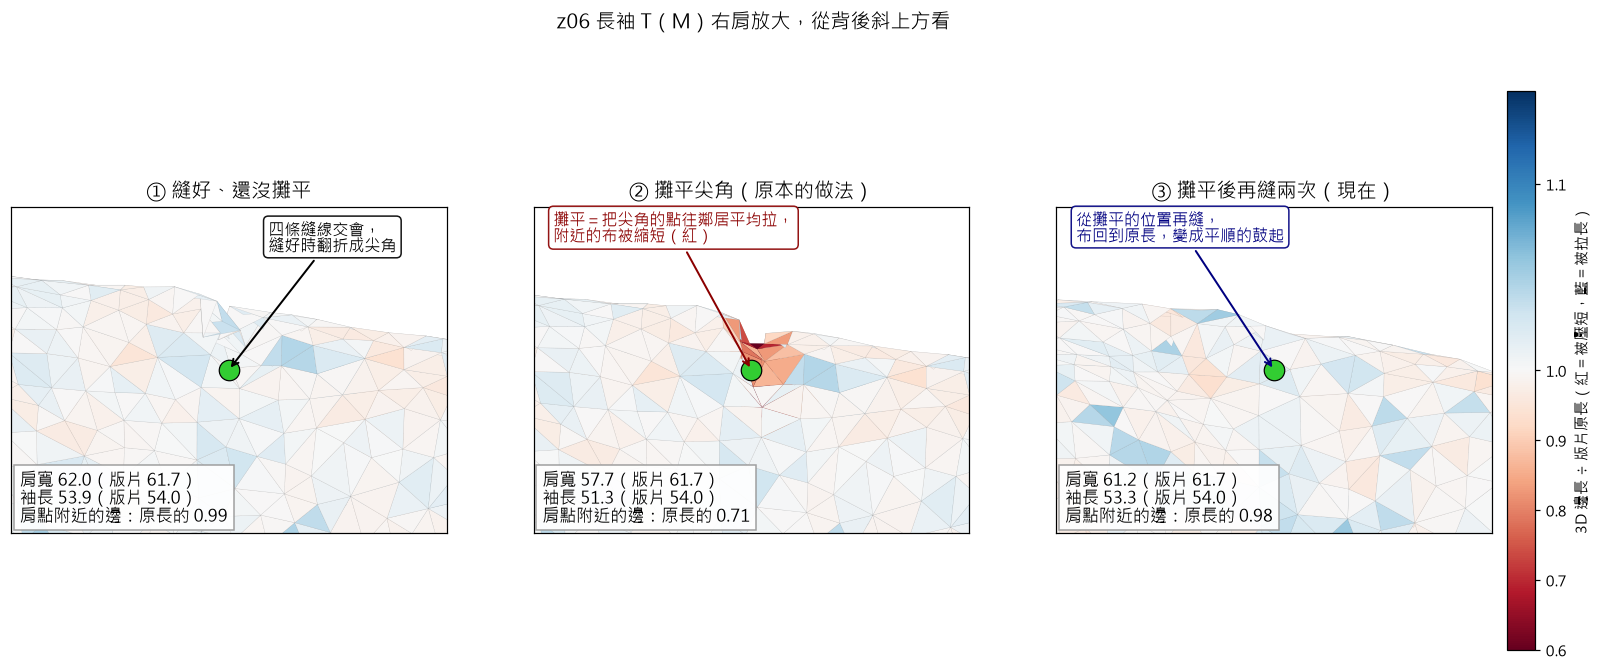 z06 長袖 T（M）右肩放大，從背後斜上方看
① 縫好、還沒攤平
四條縫線交會，
縫好時翻折成尖角
肩寬 62.0（版片 61.7）
袖長 53.9（版片 54.0）
肩點附近的邊：原長的 0.99
② 攤平尖角（原本的做法）
攤平＝把尖角的點往鄰居平均拉，
附近的布被縮短（紅）
肩寬 57.7（版片 61.7）
袖長 51.3（版片 54.0）
肩點附近的邊：原長的 0.71
③ 攤平後再縫兩次（現在）
從攤平的位置再縫，
布回到原長，變成平順的鼓起
肩寬 61.2（版片 61.7）
袖長 53.3（版片 54.0）
肩點附近的邊：原長的 0.98
1.1
1.0
0.9
0.8
0.7
0.6
3D 邊長 ÷ 版片原長（紅＝被壓短，藍＝被拉長）